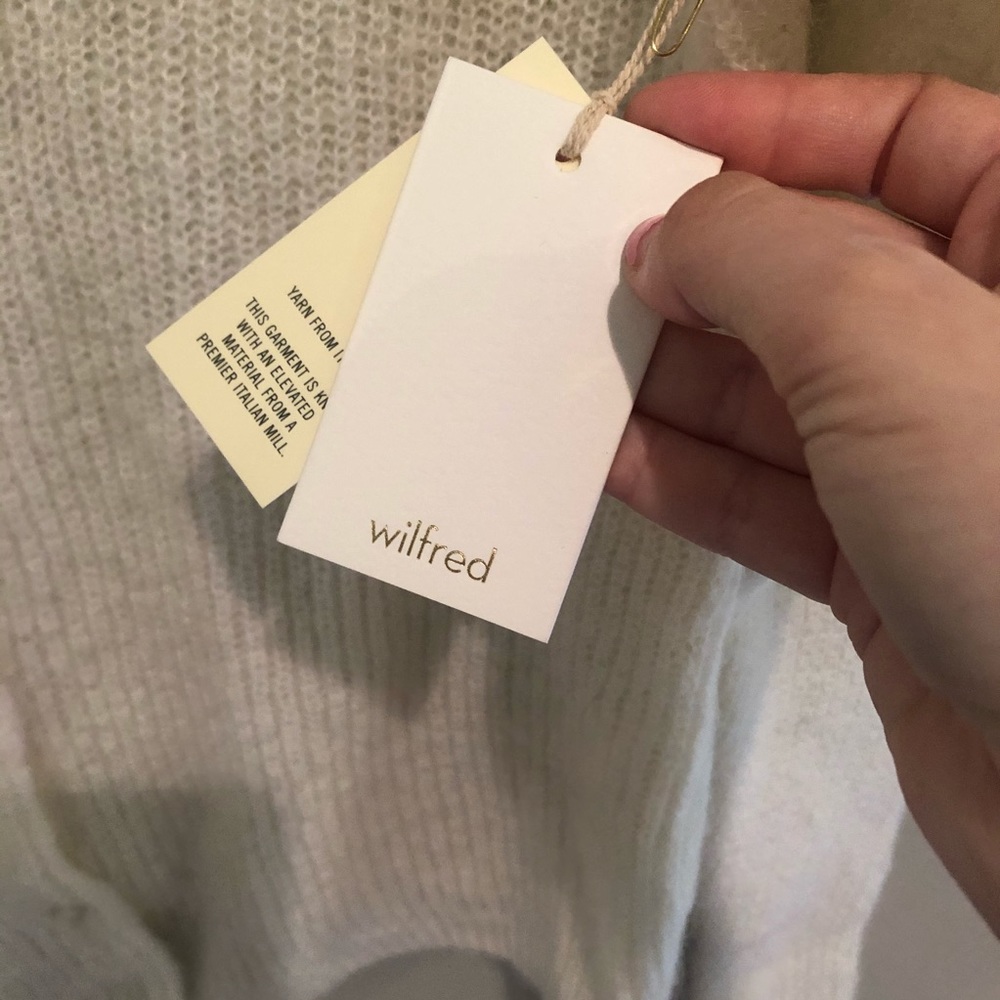 YARN FROM
THIS GARMENT IS
WITH AN ELEVATED
MATERIAL FROM A
PREMIER ITALIAN MILL.
wilfred